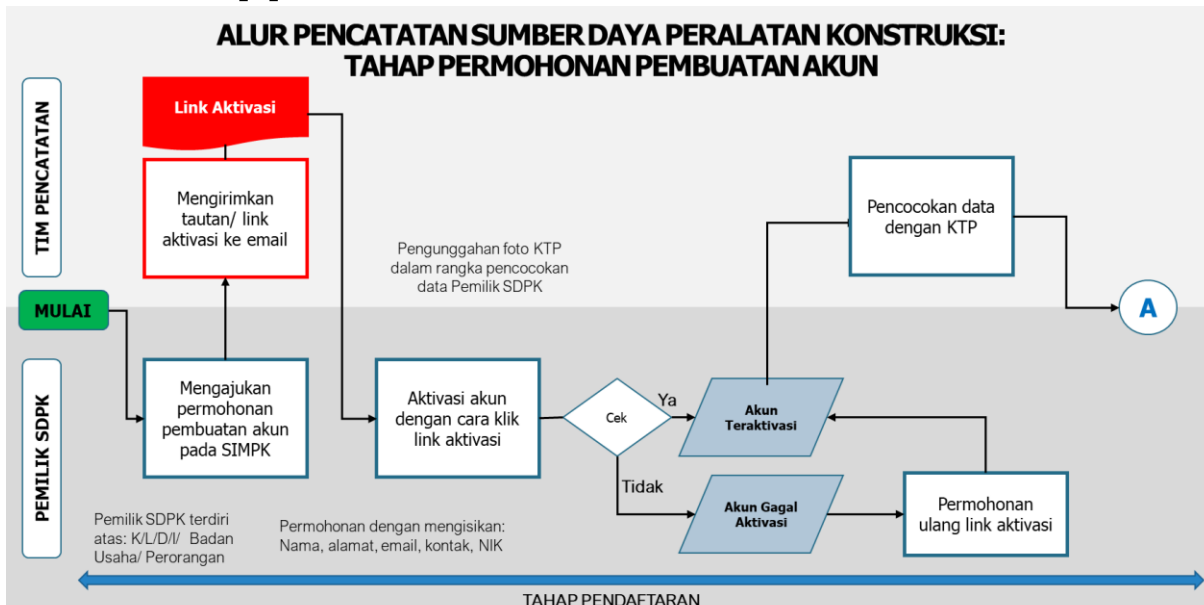 ALUR PENCATATAN SUMBER DAYA PERALATAN KONSTRUKSI:
TAHAP PERMOHONAN PEMBUATAN AKUN
TIM PENCATATAN
Link Aktivasi
Mengirimkan
tautan/ link
aktivasi ke email
Pengunggahan foto KTP
dalam rangka pencocokan
data Pemilik SDPK
Pencocokan data
dengan KTP
A
MULAI
PEMILIK SDPK
Mengajukan
permohonan
pembuatan akun
pada SIMPK
Aktivasi akun
dengan cara klik
link aktivasi
Cek
Ya
Tidak
Akun
Teraktivasi
Akun Gagal
Aktivasi
Permohonan
ulang link aktivasi
Pemilik SDPK terdiri
atas: K/L/D/I/ Badan
Usaha/ Perorangan
Permohonan dengan mengisikan:
Nama, alamat, email, kontak, NIK
TAHAP PENDAFTARAN